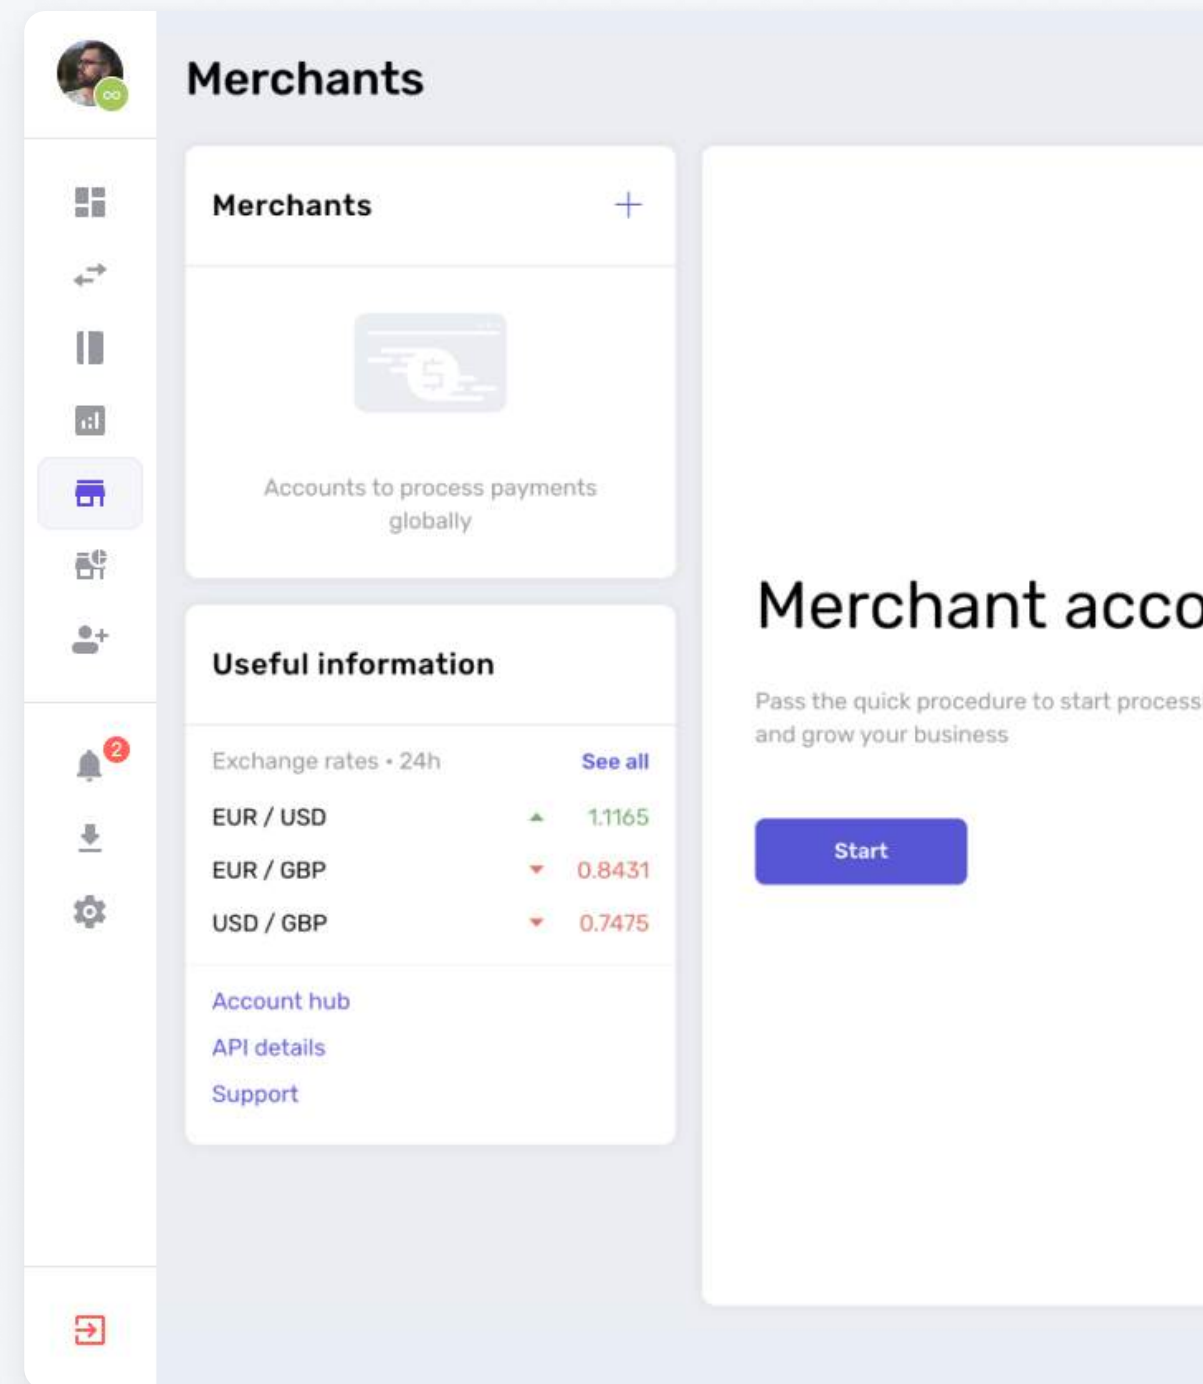 Merchants
Merchants
Accounts to process payments
globally
Useful information
Exchange rates • 24h See all
EUR / USD 1.1165
EUR / GBP 0.8431
USD / GBP 0.7475
Account hub
API details
Support
Merchant acco
Pass the quick procedure to start process
and grow your business
Start
2